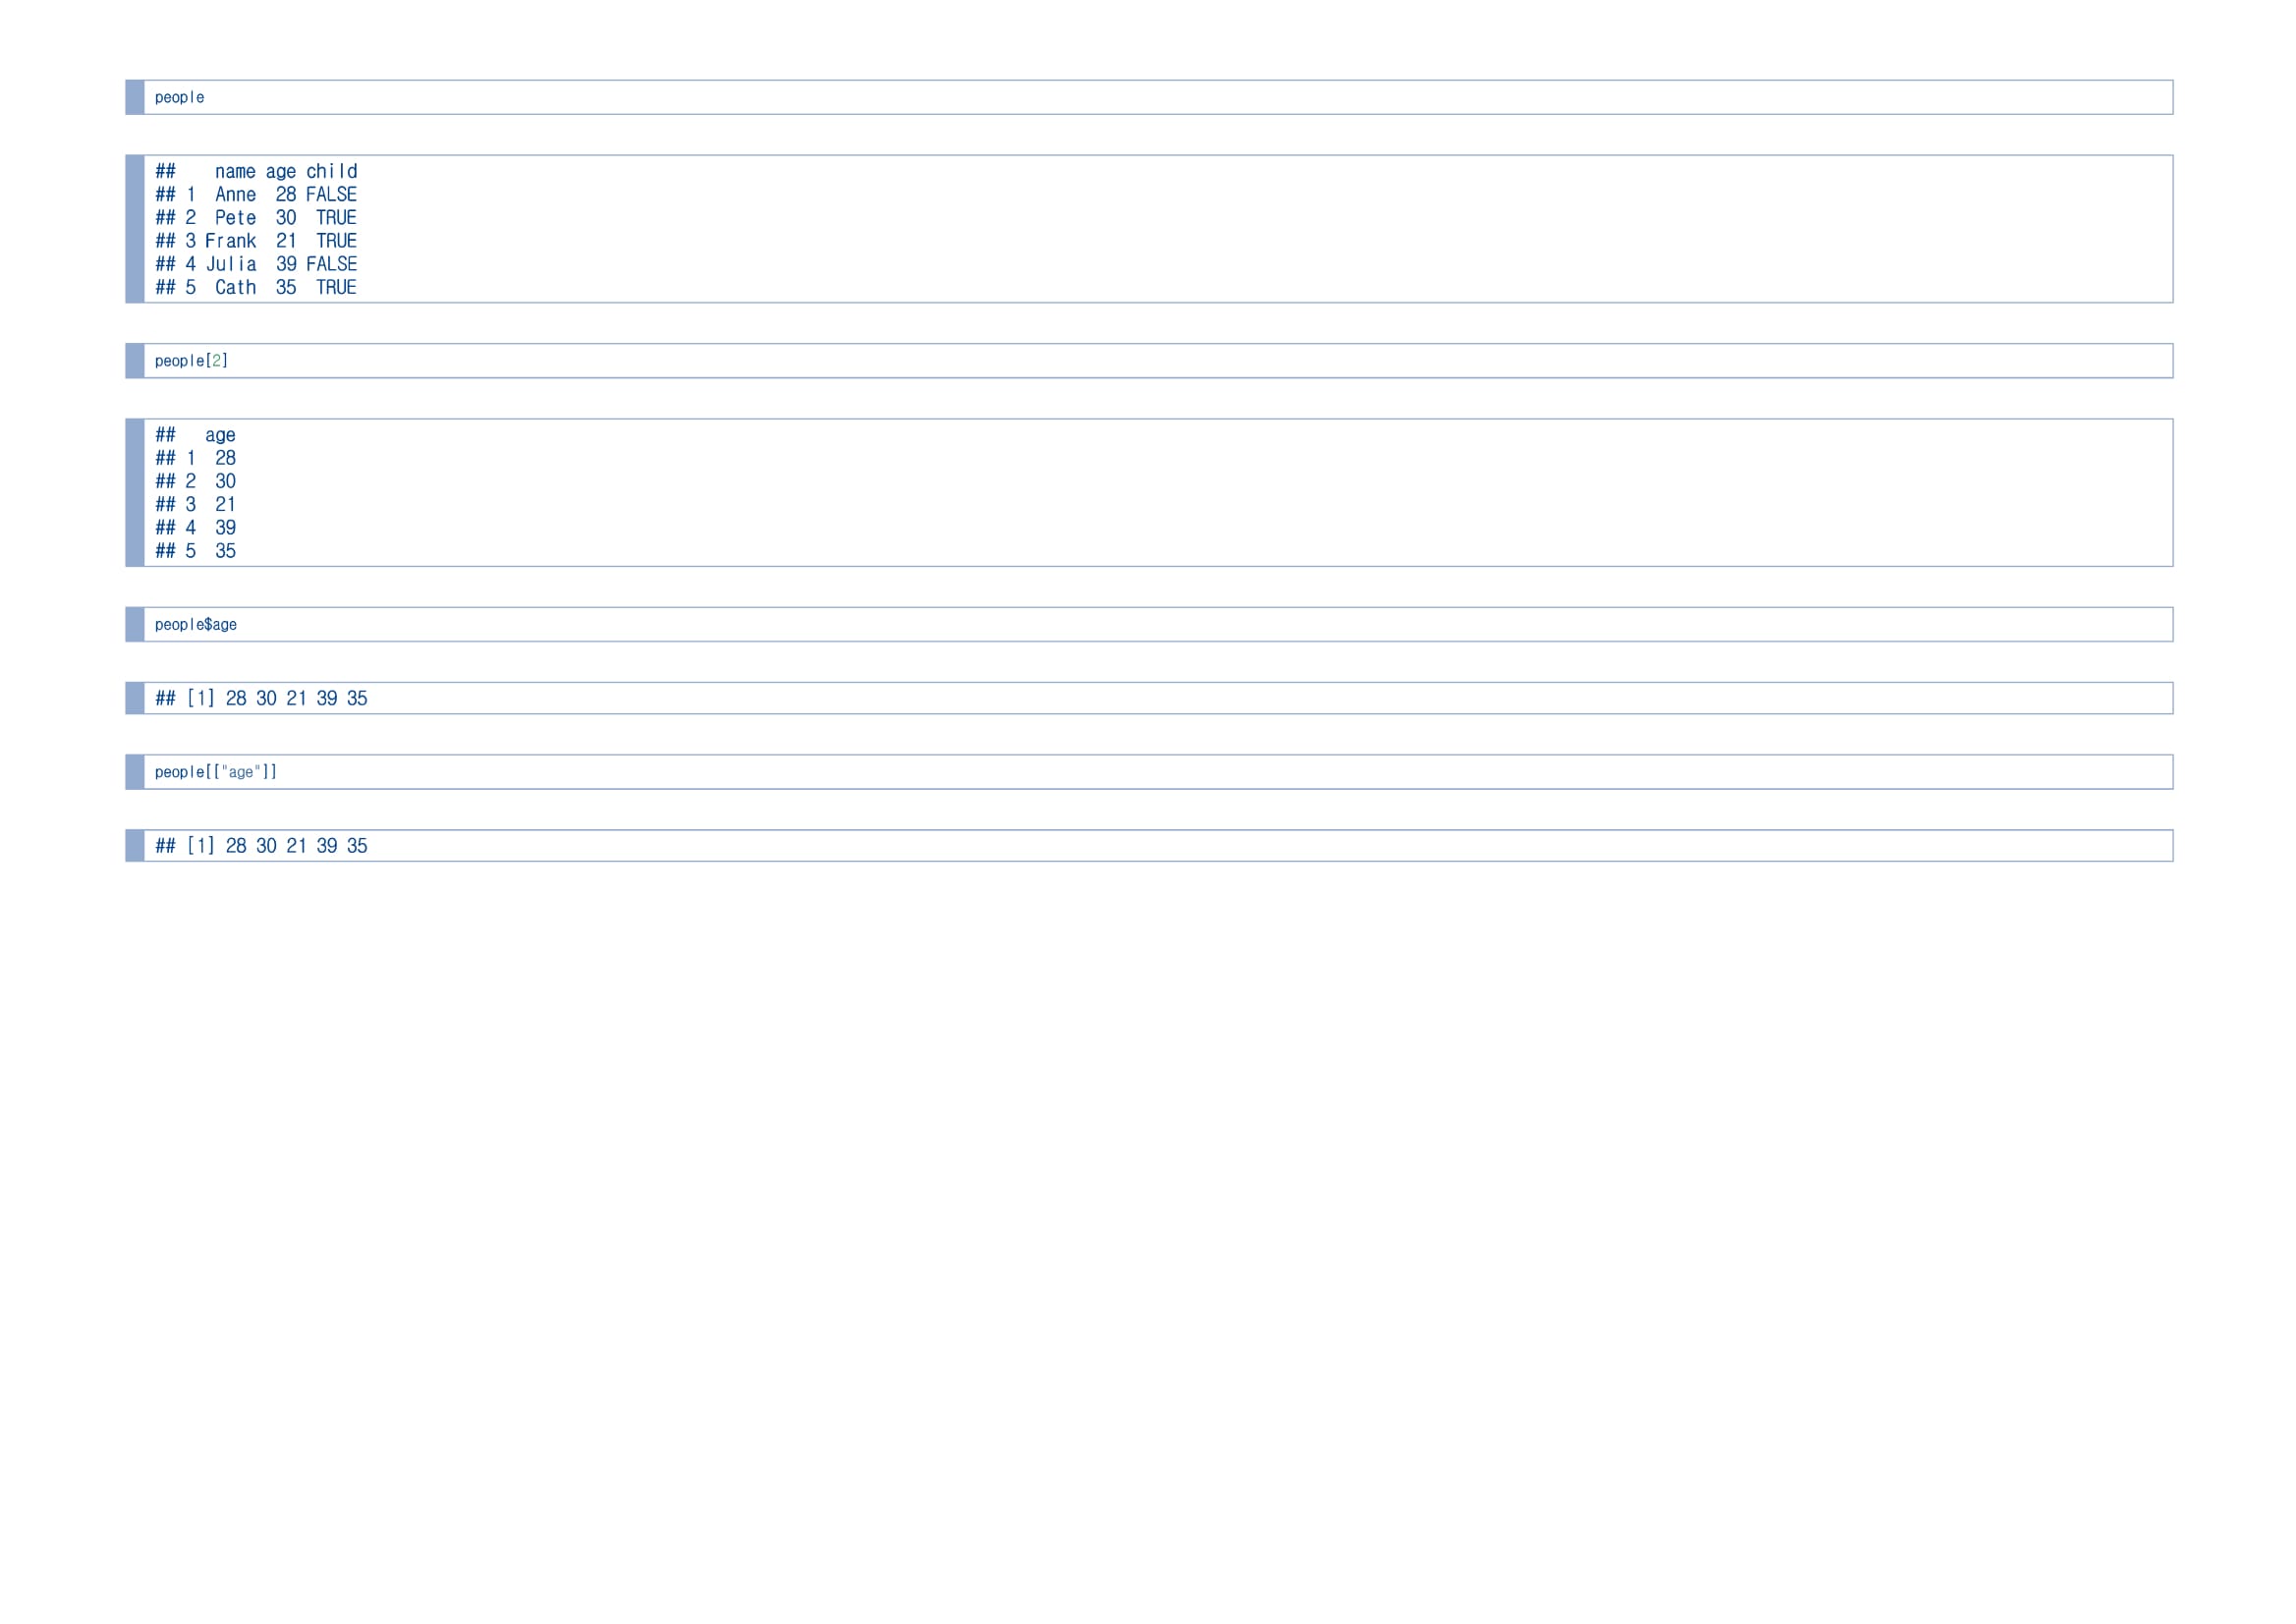 people
##    name age child
## 1  Anne  28 FALSE
## 2  Pete  30  TRUE
## 3 Frank  21  TRUE
## 4 Julia  39 FALSE
## 5  Cath  35  TRUE
people[2]
##   age
## 1  28
## 2  30
## 3  21
## 4  39
## 5  35
people$age
## [1] 28 30 21 39 35
people[["age"]]
## [1] 28 30 21 39 35